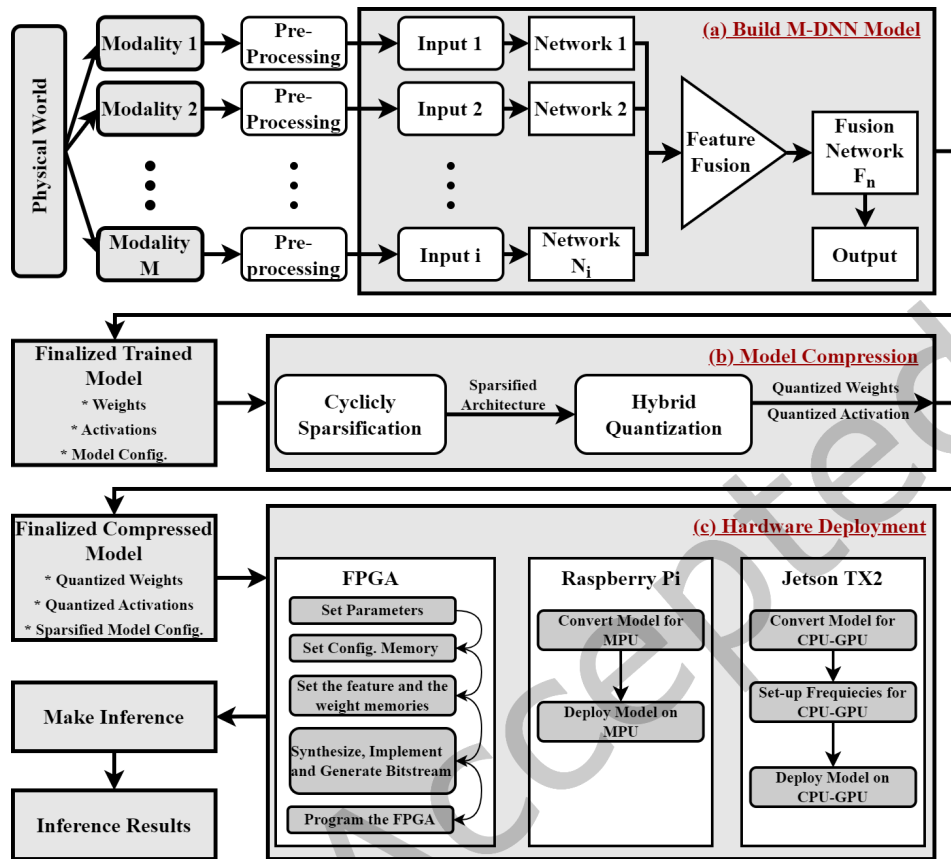 Physical World
Modality 1
Pre-
Processing
Input 1
Network 1
(a) Build M-DNN Model
Modality 2
Pre-
Processing
Input 2
Network 2
Feature
Fusion
Fusion
Network
Fn
Modality
M
Pre-
processing
Input i
Network
Ni
Output
Finalized Trained
Model
* Weights
* Activations
* Model Config.
(b) Model Compression
Cyclicly
Sparsification
Sparsified
Architecture
Hybrid
Quantization
Quantized Weights
Quantized Activation
Finalized Compressed
Model
* Quantized Weights
* Quantized Activations
* Sparsified Model Config.
(c) Hardware Deployment
FPGA
Set Parameters
Set Config. Memory
Set the feature and the
weight memories
Synthesize, Implement
and Generate Bitstream
Program the FPGA
Raspberry Pi
Convert Model for
MPU
Deploy Model on
MPU
Jetson TX2
Convert Model for
CPU-GPU
Set-up Frequiecies for
CPU-GPU
Deploy Model on
CPU-GPU
Make Inference
Inference Results
Accepted